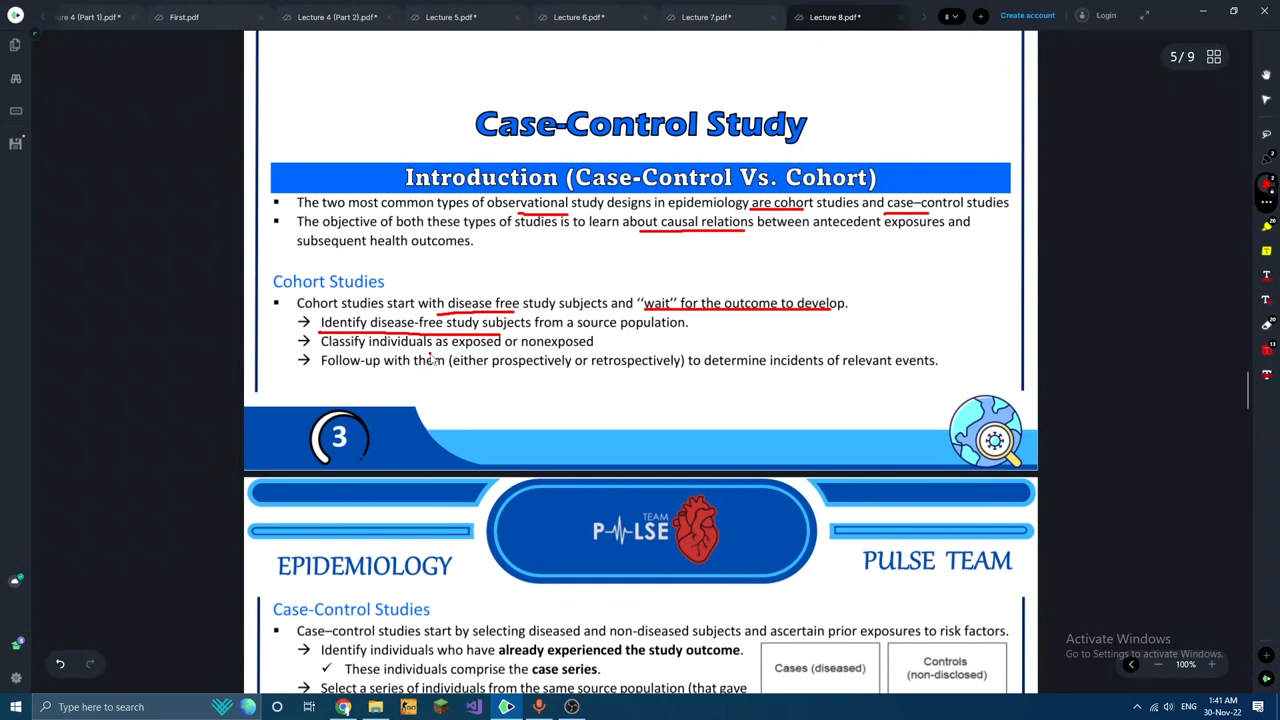 ure 4 (Part 1).pdf*
First.pdf
Lecture 4 (Part 2).pdf*
Lecture 5.pdf*
Lecture 6.pdf*
Lecture 7.pdf*
Lecture 8.pdf*
8
Create account
Login
5/9
Case-Control Study
Introduction (Case-Control Vs. Cohort)
▪ The two most common types of observational study designs in epidemiology are cohort studies and case–control studies
▪ The objective of both these types of studies is to learn about causal relations between antecedent exposures and
subsequent health outcomes.
Cohort Studies
▪ Cohort studies start with disease free study subjects and ‘‘wait’’ for the outcome to develop.
→ Identify disease-free study subjects from a source population.
→ Classify individuals as exposed or nonexposed
→ Follow-up with them (either prospectively or retrospectively) to determine incidents of relevant events.
3
TEAM
PULSE
EPIDEMIOLOGY
PULSE TEAM
Case-Control Studies
▪ Case–control studies start by selecting diseased and non-diseased subjects and ascertain prior exposures to risk factors.
→ Identify individuals who have already experienced the study outcome.
✓ These individuals comprise the case series.
→ Select a series of individuals from the same source population (that gave
Cases (diseased)
Controls
(non-disclosed)
Activate Windows
Go to Settings to activate Windows.
100%
Type here to search
ENG
1:41 AM
30-Nov-22